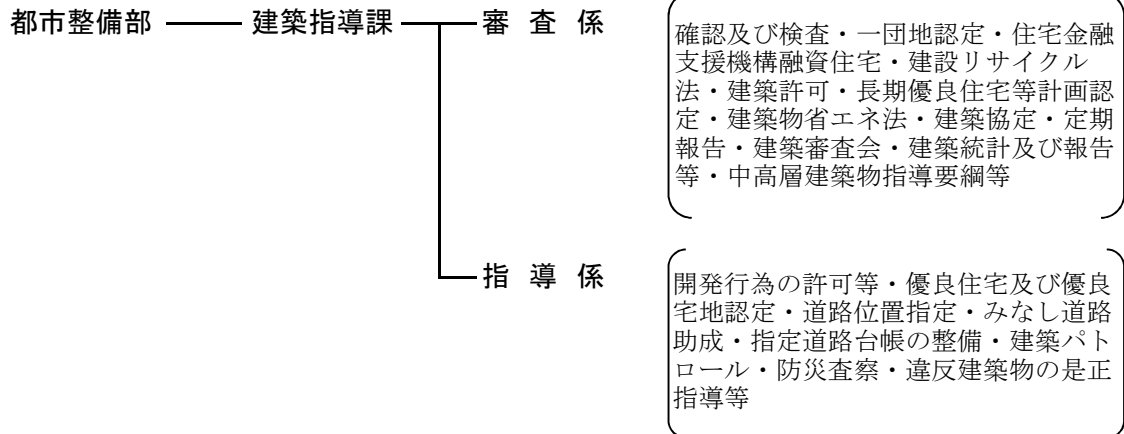 都市整備部 建築指導課 審査係
確認及び検査・一団地認定・住宅金融
支援機構融資住宅・建設リサイクル
法・建築許可・長期優良住宅等計画認
定・建築物省エネ法・建築協定・定期
報告・建築審査会・建築統計及び報告
等・中高層建築物指導要綱等
指導係
開発行為の許可等・優良住宅及び優良
宅地認定・道路位置指定・みなし道路
助成・指定道路台帳の整備・建築パト
ロール・防災査察・違反建築物の是正
指導等